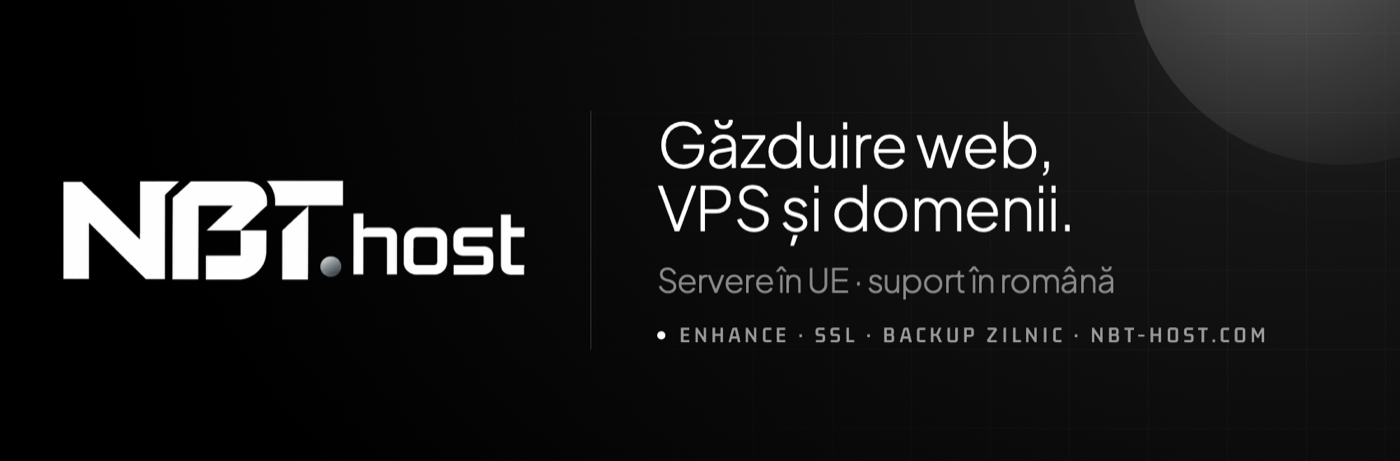 NBT.host
Găzduire web,
VPS și domenii.
Servere în UE · suport în română
• ENHANCE · SSL · BACKUP ZILNIC · NBT-HOST.COM